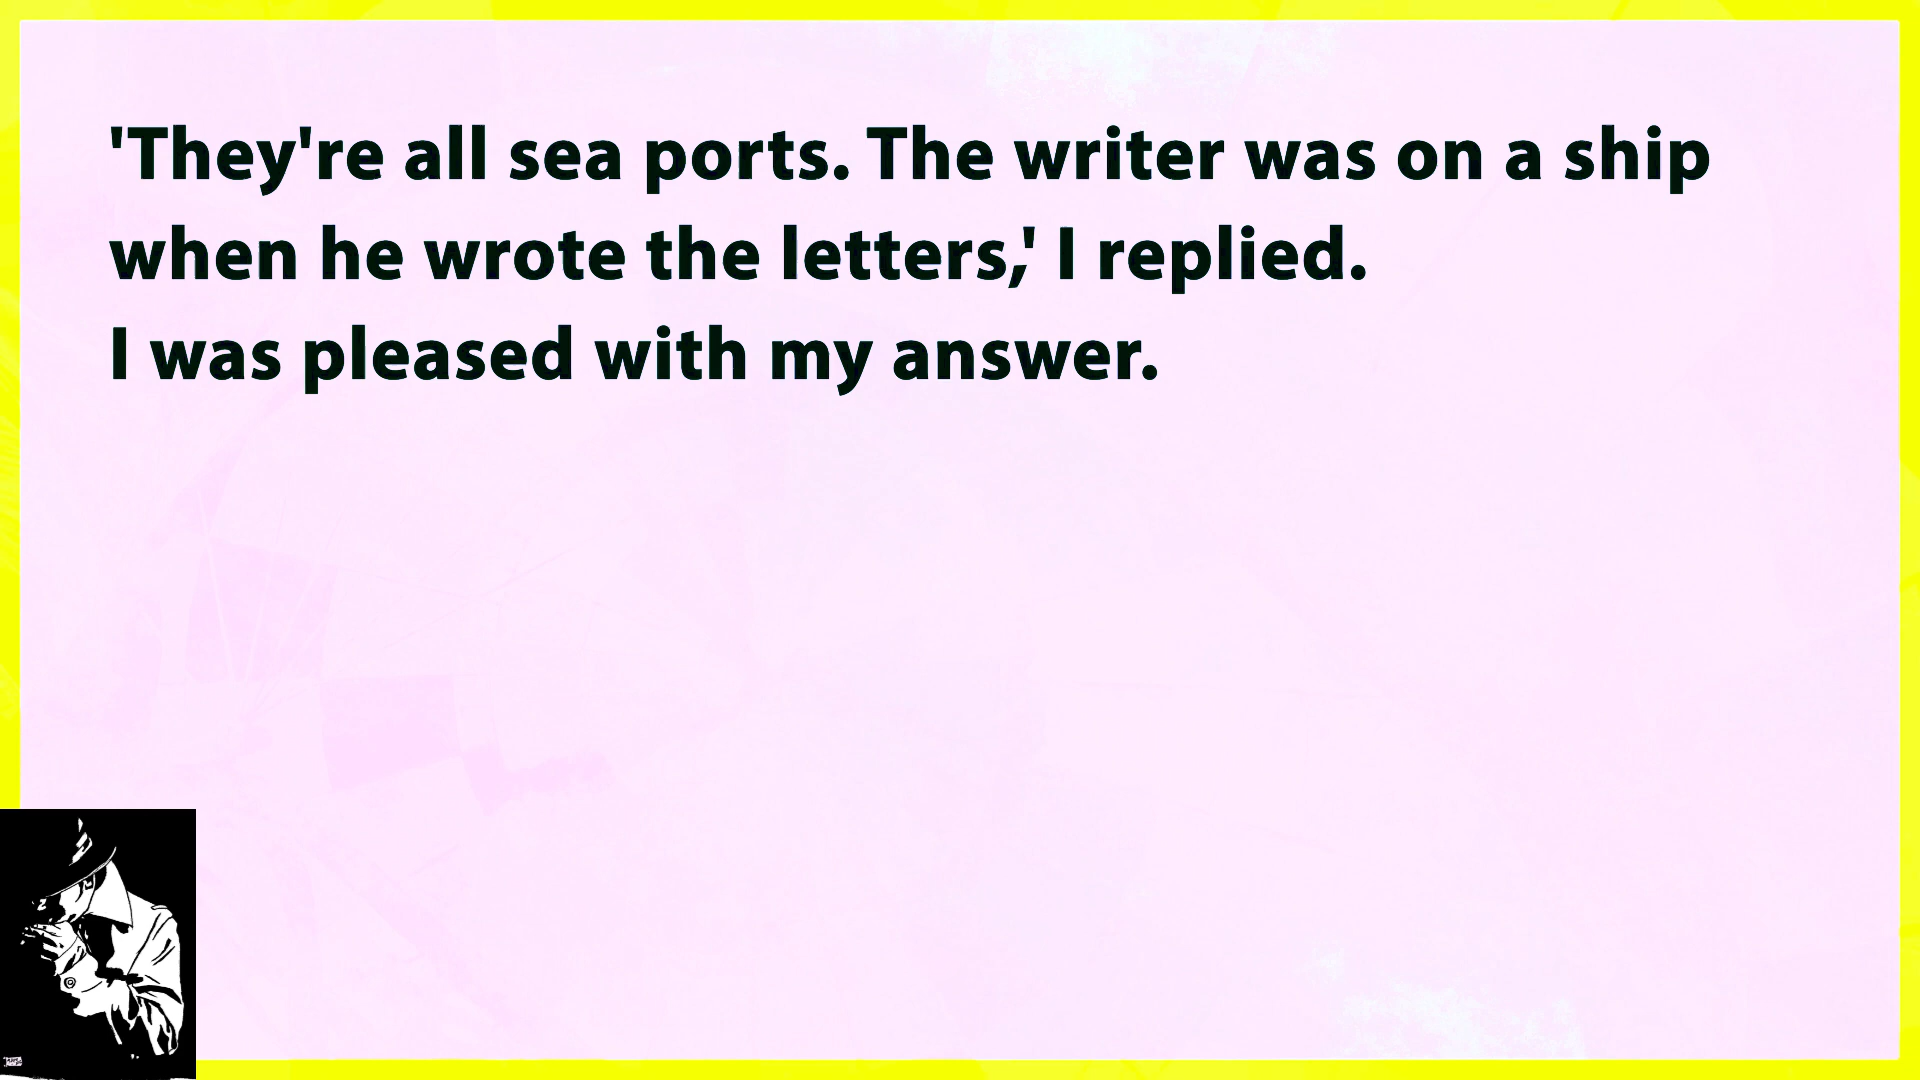 'They're all sea ports. The writer was on a ship
when he wrote the letters,' I replied.
I was pleased with my answer.